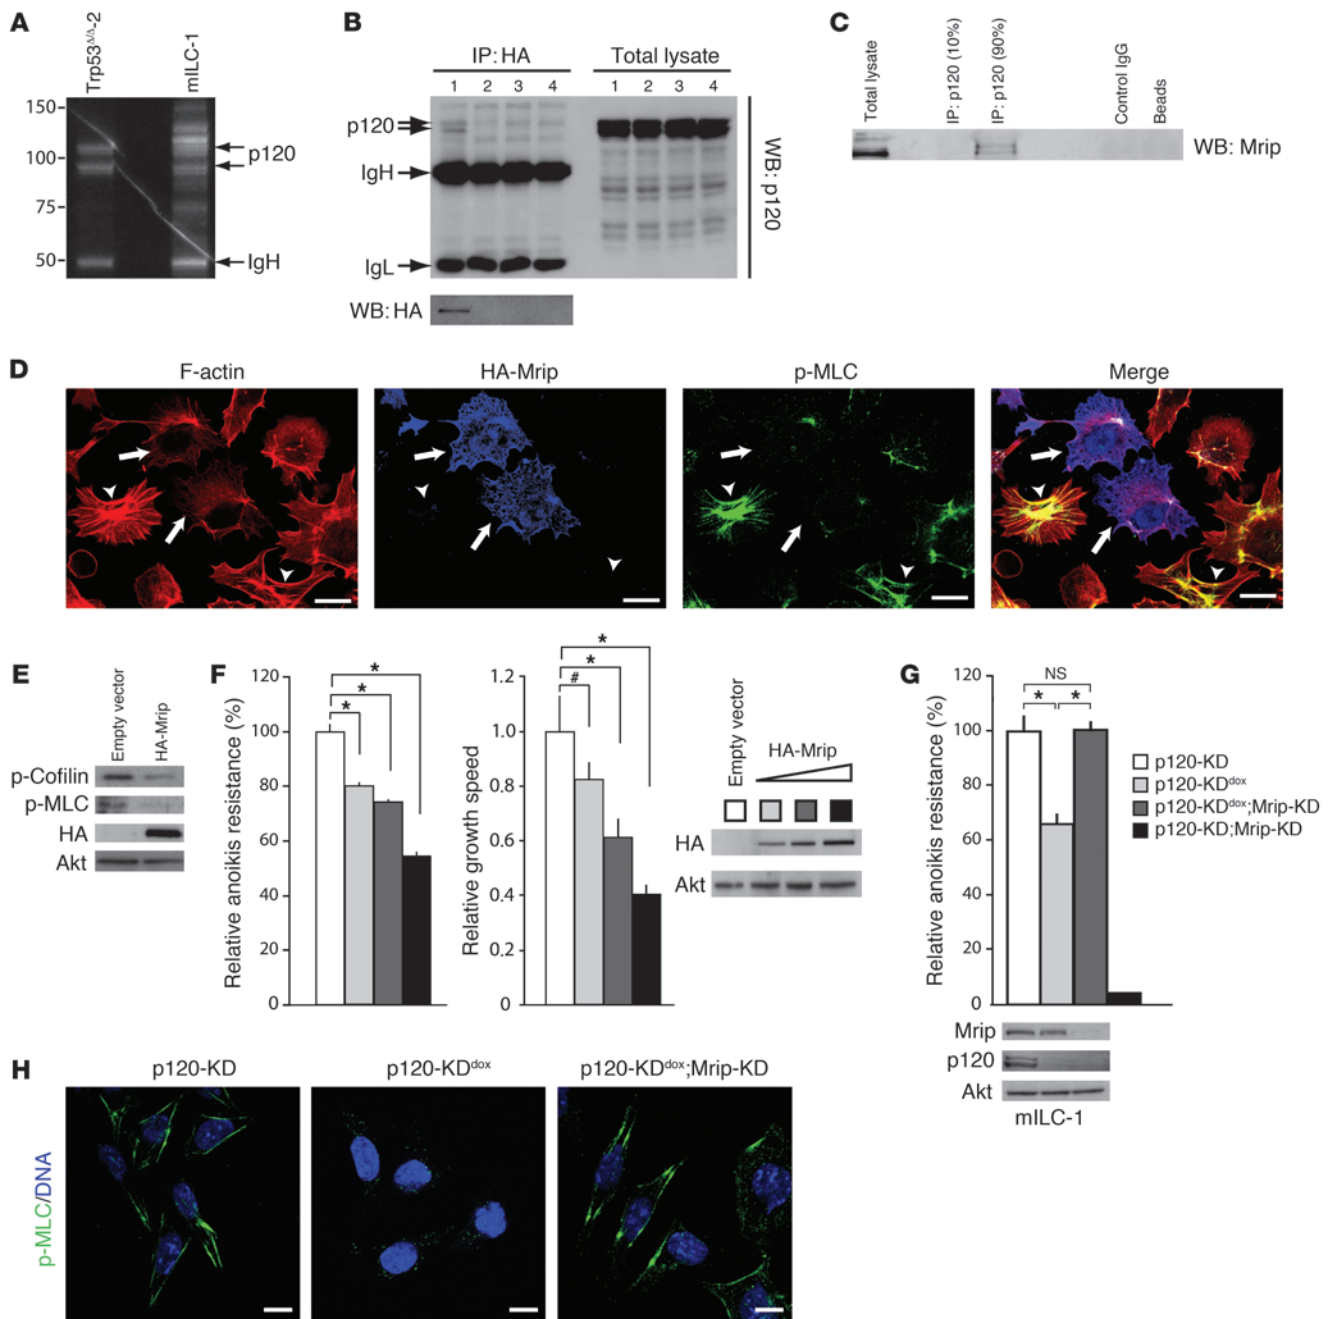 A
Trp53Δ/Δ-2
mILC-1
150
100
75
50
p120
IgH
B
IP: HA
Total lysate
1 2 3 4
1 2 3 4
p120
IgH
IgL
WB: p120
WB: HA
C
Total lysate
IP: p120 (10%)
IP: p120 (90%)
Control IgG
Beads
WB: Mrip
D
F-actin
HA-Mrip
p-MLC
Merge
E
Empty vector
HA-Mrip
p-Cofilin
p-MLC
HA
Akt
F
Relative anoikis resistance (%)
120
100
80
60
40
20
0
*
*
*
Relative growth speed
1.2
1.0
0.8
0.6
0.4
0.2
0
*
*
#
Empty vector
HA-Mrip
HA
Akt
G
Relative anoikis resistance (%)
120
100
80
60
40
20
0
NS
* *
p120-KD
p120-KDdox
p120-KDdox;Mrip-KD
p120-KD;Mrip-KD
Mrip
p120
Akt
mILC-1
H
p120-KD
p120-KDdox
p120-KDdox;Mrip-KD
p-MLC/DNA